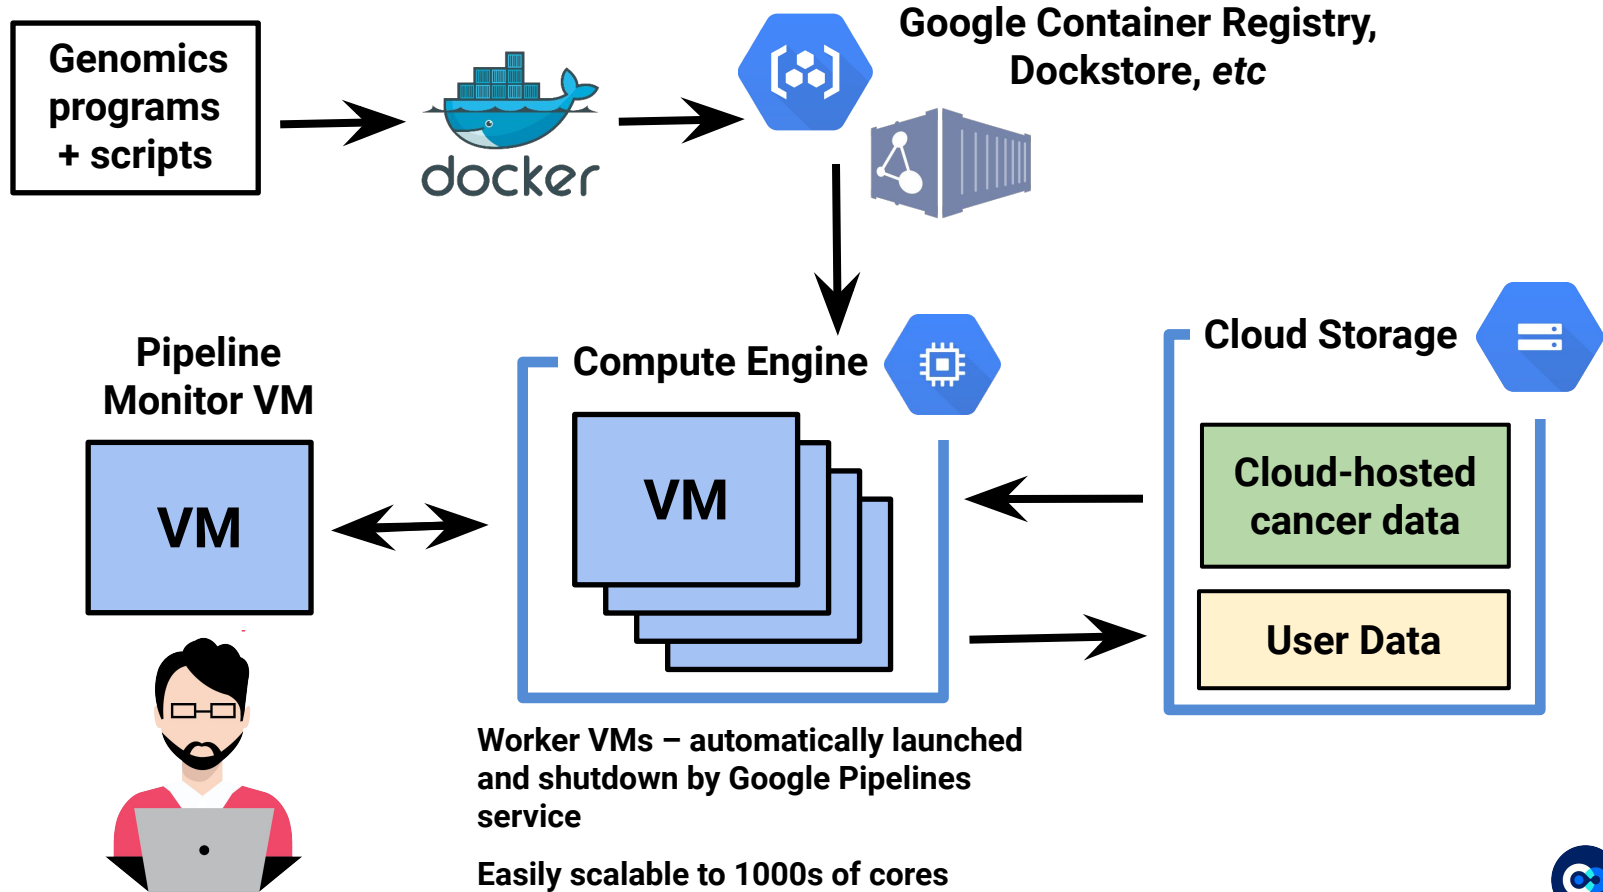 Genomics
programs
+ scripts
docker
Google Container Registry,
Dockstore, etc
Pipeline
Monitor VM
VM
Compute Engine
VM
Cloud Storage
Cloud-hosted
cancer data
User Data
Worker VMs – automatically launched
and shutdown by Google Pipelines
service
Easily scalable to 1000s of cores